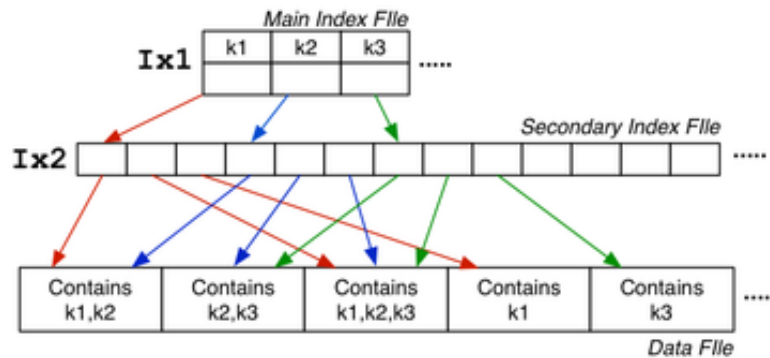 Main Index FIle
Ix1
k1 k2 k3 .....
Secondary Index FIle
Ix2 .....
Contains k1,k2
Contains k2,k3
Contains k1,k2,k3
Contains k1
Contains k3
....
Data FIle